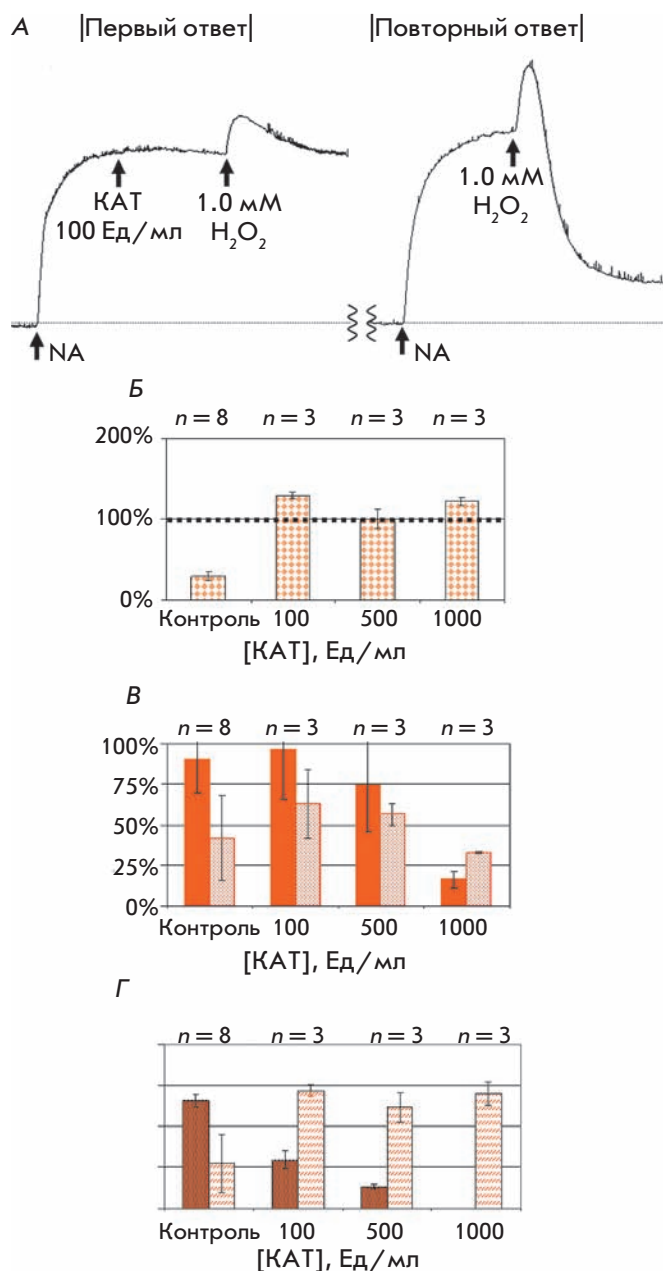 А |Первый ответ| |Повторный ответ|
КАТ 1.0 мМ 1.0 мМ
100 Ед/мл H₂O₂ H₂O₂
NA NA
Б
n = 8 n = 3 n = 3 n = 3
200%
100%
0%
Контроль 100 500 1000
[КАТ], Ед/мл
В
n = 8 n = 3 n = 3 n = 3
100%
75%
50%
25%
0%
Контроль 100 500 1000
[КАТ], Ед/мл
Г
n = 8 n = 3 n = 3 n = 3
Контроль 100 500 1000
[КАТ], Ед/мл